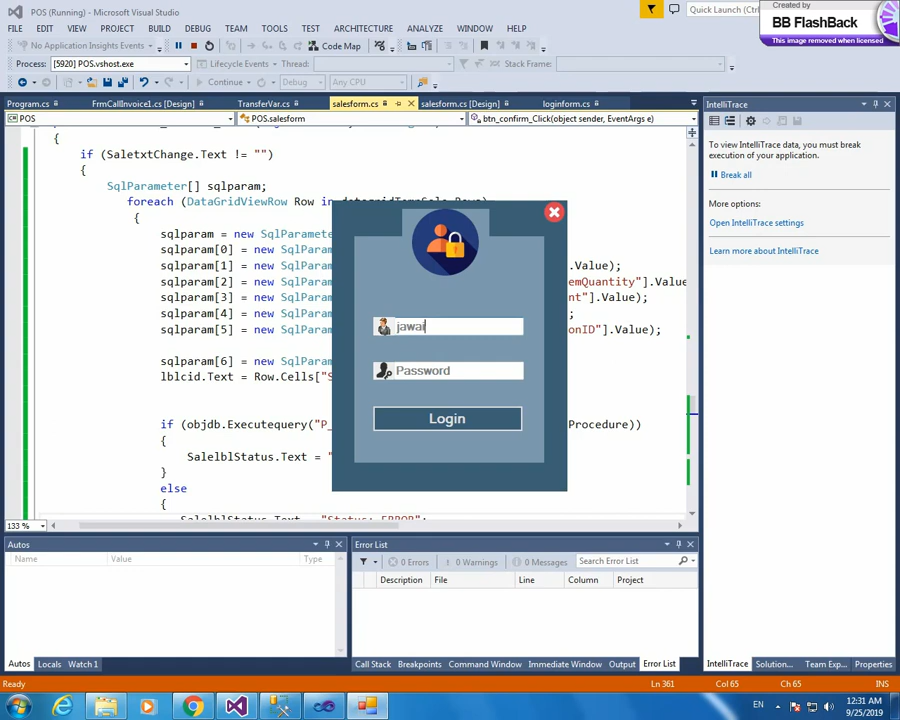 POS (Running) - Microsoft Visual Studio
Quick Launch (Ctrl
Created by
BB FlashBack
This image removed when licensed
FILE EDIT VIEW PROJECT BUILD DEBUG TEAM TOOLS TEST ARCHITECTURE ANALYZE WINDOW HELP
No Application Insights Events
Code Map
Process: [5920] POS.vshost.exe
Lifecycle Events
Thread:
Stack Frame:
Continue
Debug
Any CPU
Program.cs
FrmCallInvoice1.cs [Design]
TransferVar.cs
salesform.cs
salesform.cs [Design]
loginform.cs
IntelliTrace
POS
POS.salesform
btn_confirm_Click(object sender, EventArgs e)
{
if (SaletxtChange.Text != "")
{
SqlParameter[] sqlparam;
foreach (DataGridViewRow Row in
{
sqlparam = new SqlParamete
sqlparam[0] = new SqlParam
sqlparam[1] = new SqlParam .Value);
sqlparam[2] = new SqlParam emQuantity"].Value);
sqlparam[3] = new SqlParam nt"].Value);
sqlparam[4] = new SqlParam ;
sqlparam[5] = new SqlParam onID"].Value);
sqlparam[6] = new SqlParam
lblcid.Text = Row.Cells["S
if (objdb.Executequery("P_ Procedure))
{
SalelblStatus.Text = "
}
else
{
SalelblStatus.Text = "Status: ERROR";
jawar
Password
Login
To view IntelliTrace data, you must break
execution of your application.
Break all
More options:
Open IntelliTrace settings
Learn more about IntelliTrace
133 %
Autos
Name Value Type
Error List
0 Errors 0 Warnings 0 Messages Search Error List
Description File Line Column Project
Autos Locals Watch 1
Call Stack Breakpoints Command Window Immediate Window Output Error List
IntelliTrace Solution... Team Exp... Properties
Ready
Ln 361 Col 65 Ch 65 INS
EN
12:31 AM
9/25/2019